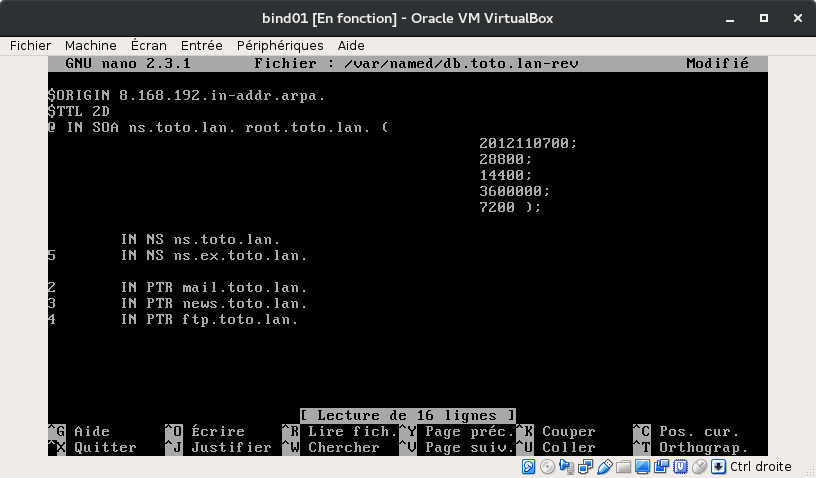 bind01 [En fonction] - Oracle VM VirtualBox
Fichier Machine Écran Entrée Périphériques Aide
GNU nano 2.3.1 Fichier : /var/named/db.toto.lan-rev Modifié
$ORIGIN 8.168.192.in-addr.arpa.
$TTL 2D
@ IN SOA ns.toto.lan. root.toto.lan. (
2012110700;
28800;
14400;
3600000;
7200 );
IN NS ns.toto.lan.
5 IN NS ns.ex.toto.lan.
2 IN PTR mail.toto.lan.
3 IN PTR news.toto.lan.
4 IN PTR ftp.toto.lan.
[ Lecture de 16 lignes ]
^G Aide ^O Écrire ^R Lire fich. ^Y Page préc. ^K Couper ^C Pos. cur.
^X Quitter ^J Justifier ^W Chercher ^V Page suiv. ^U Coller ^T Orthograp.
Ctrl droite